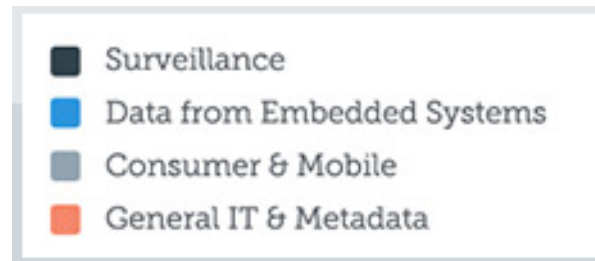 Surveillance
Data from Embedded Systems
Consumer & Mobile
General IT & Metadata